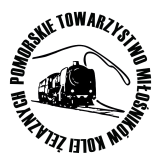 POMORSKIE TOWARZYSTWO MIŁOŚNIKÓW KOLEI ŻELAZNYCH